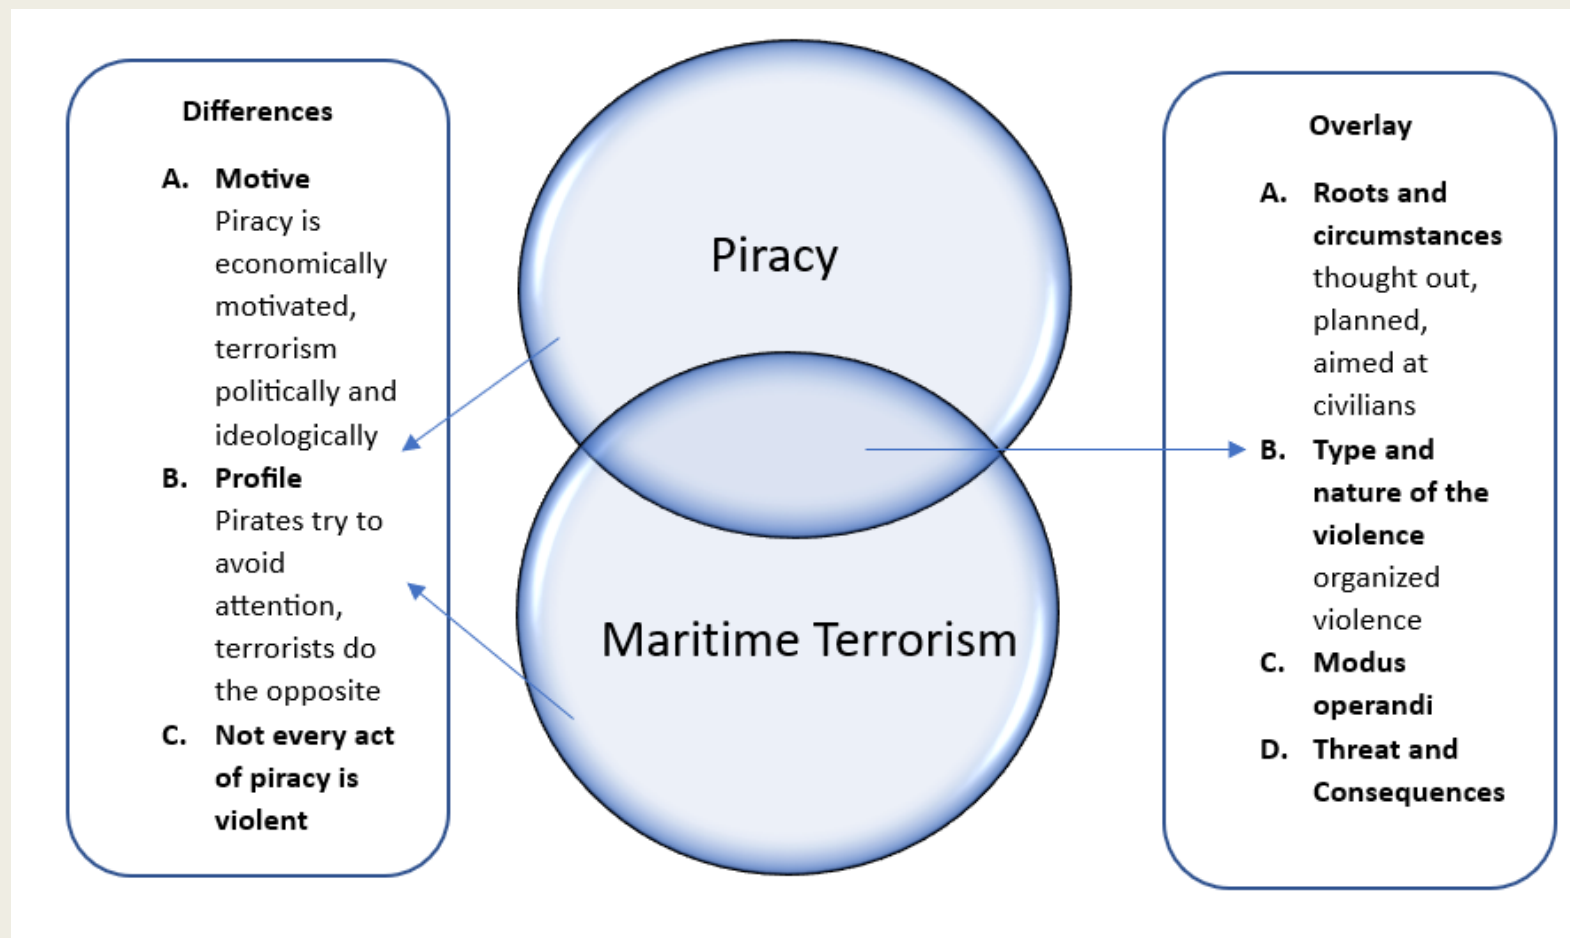 Differences
A. Motive
Piracy is
economically
motivated,
terrorism
politically and
ideologically
B. Profile
Pirates try to
avoid
attention,
terrorists do
the opposite
C. Not every act
of piracy is
violent
Piracy
Maritime Terrorism
Overlay
A. Roots and
circumstances
thought out,
planned,
aimed at
civilians
B. Type and
nature of the
violence
organized
violence
C. Modus
operandi
D. Threat and
Consequences